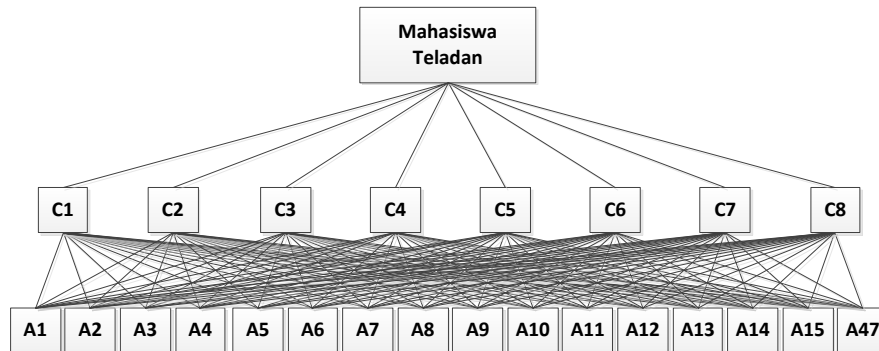 Mahasiswa
Teladan
C1 C2 C3 C4 C5 C6 C7 C8
A1 A2 A3 A4 A5 A6 A7 A8 A9 A10 A11 A12 A13 A14 A15 A47